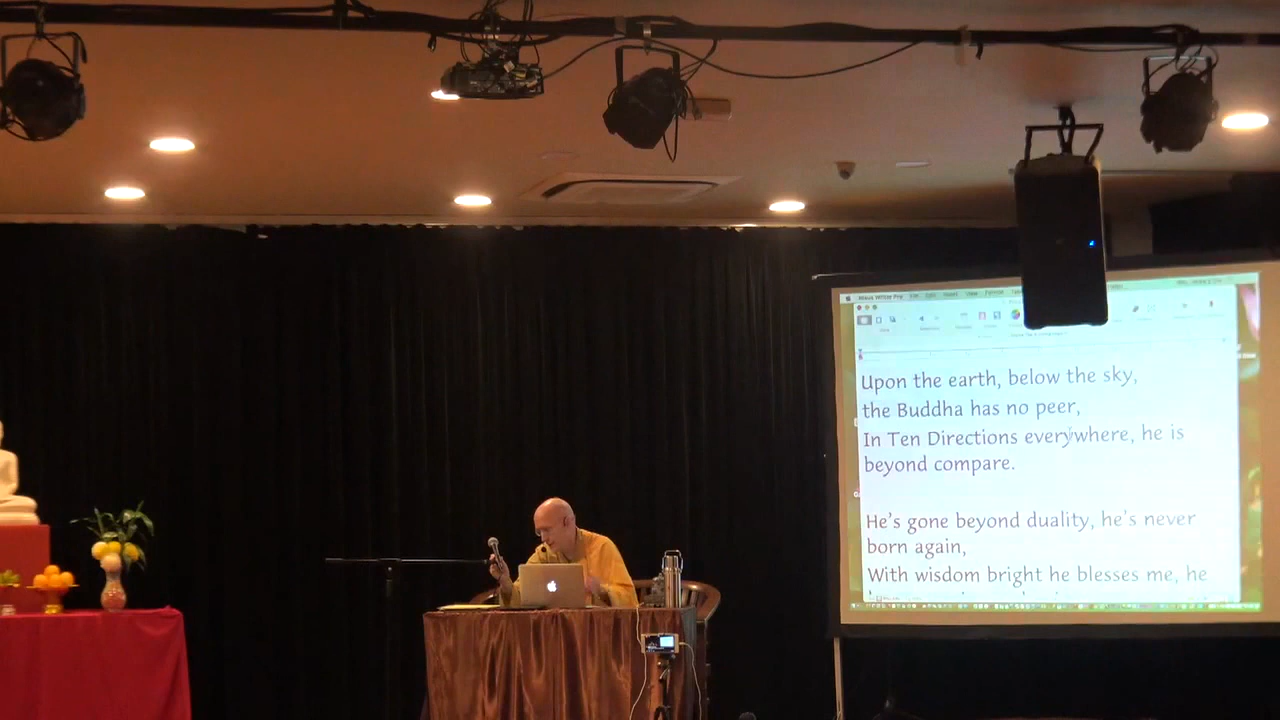 Upon the earth, below the sky,
the Buddha has no peer,
In Ten Directions everywhere, he is
beyond compare.
He's gone beyond duality, he's never
born again,
With wisdom bright he blesses me, he